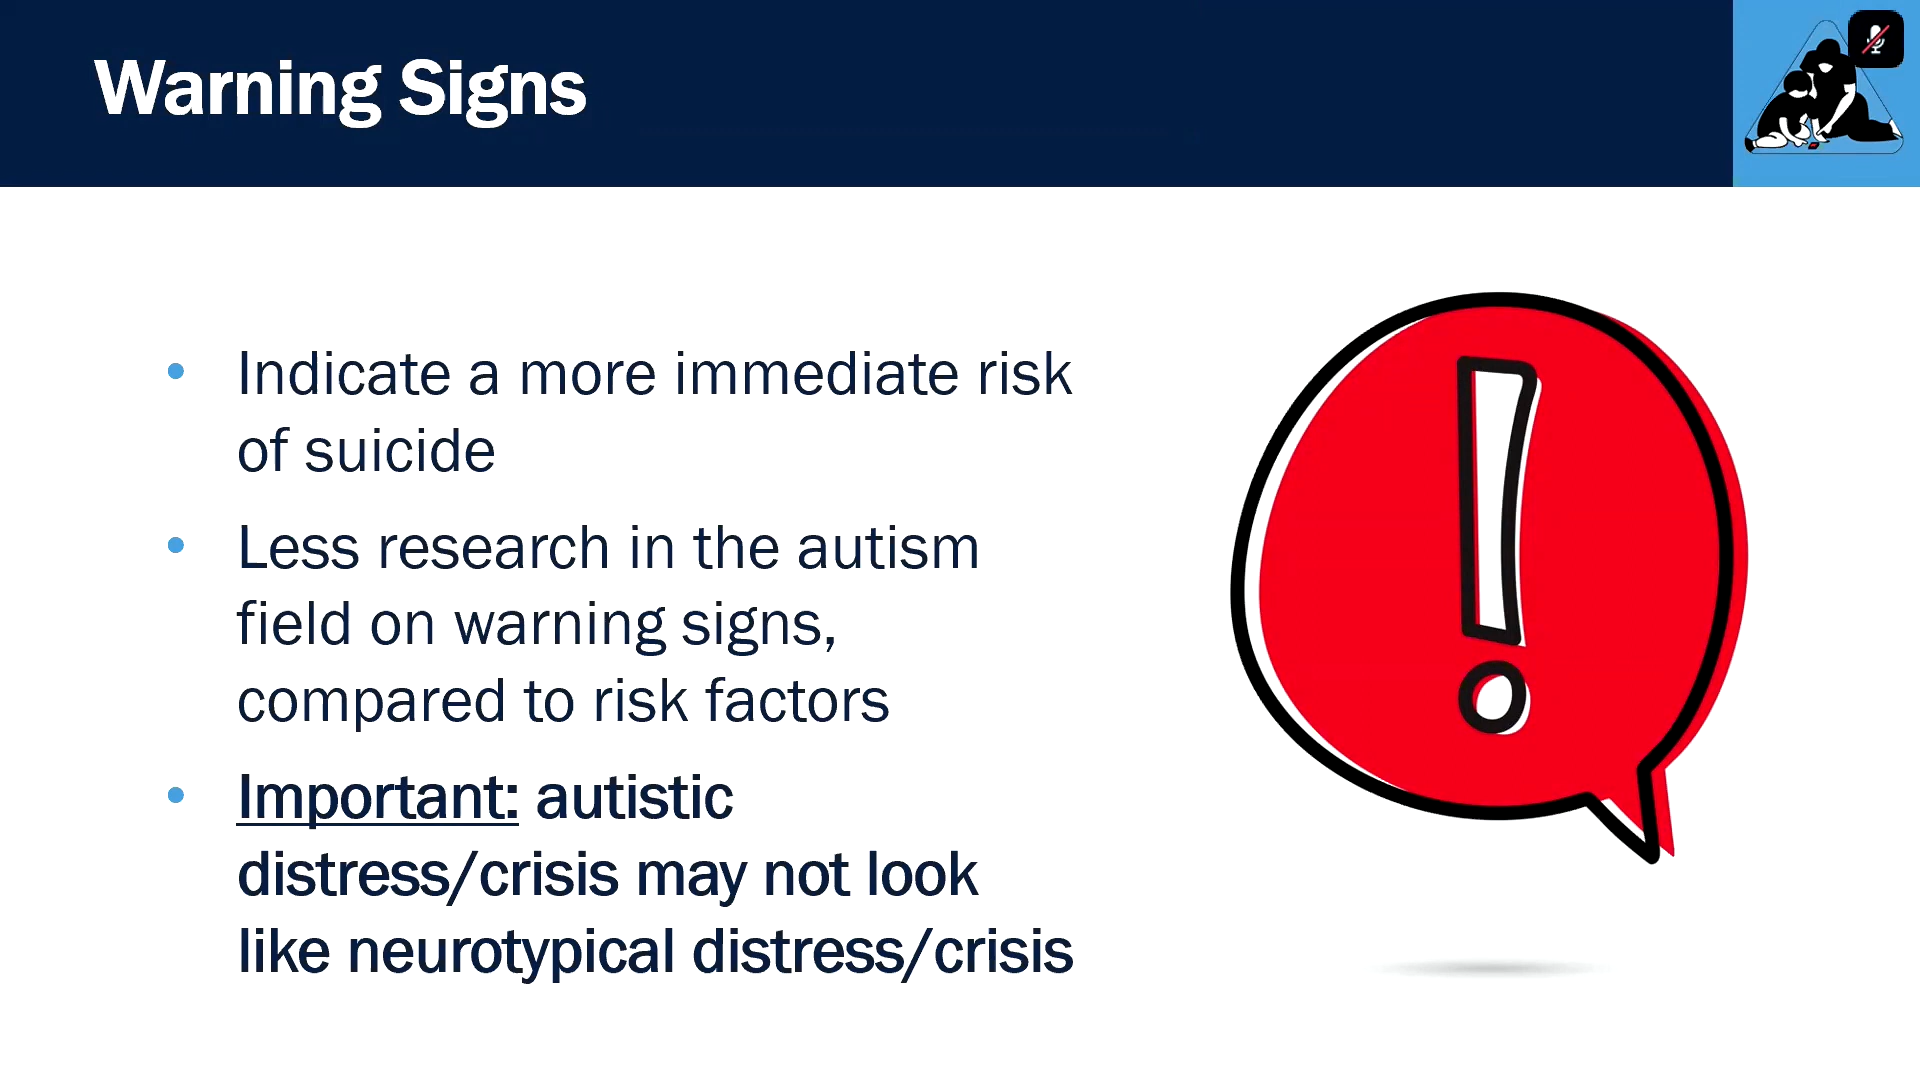 Warning Signs
• Indicate a more immediate risk
of suicide
• Less research in the autism
field on warning signs,
compared to risk factors
• Important: autistic
distress/crisis may not look
like neurotypical distress/crisis